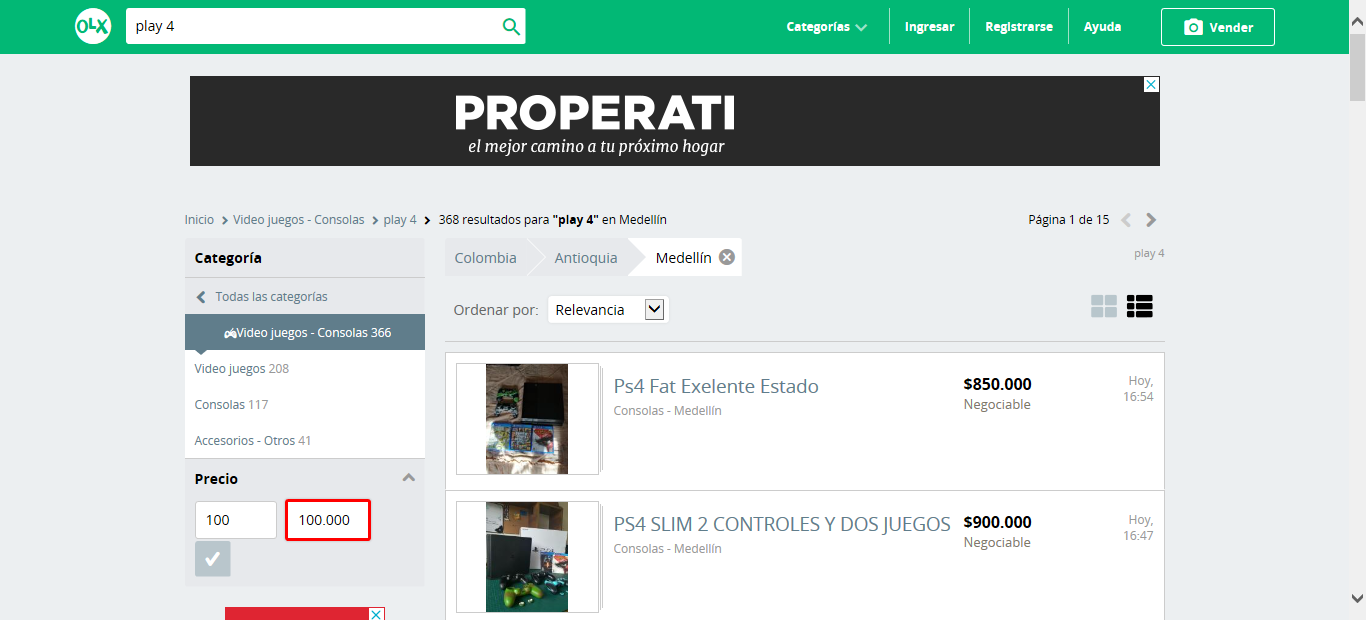 OLX
play 4
Categorías
Ingresar
Registrarse
Ayuda
Vender
PROPERATI
el mejor camino a tu próximo hogar
Inicio
Video juegos - Consolas
play 4
368 resultados para "play 4" en Medellín
Página 1 de 15
Categoría
Todas las categorías
Video juegos - Consolas 366
Video juegos 208
Consolas 117
Accesorios - Otros 41
Precio
100
100.000
Colombia
Antioquia
Medellín
play 4
Ordenar por:
Relevancia
Ps4 Fat Exelente Estado
Consolas - Medellín
$850.000
Negociable
Hoy,
16:54
PS4 SLIM 2 CONTROLES Y DOS JUEGOS
Consolas - Medellín
$900.000
Negociable
Hoy,
16:47